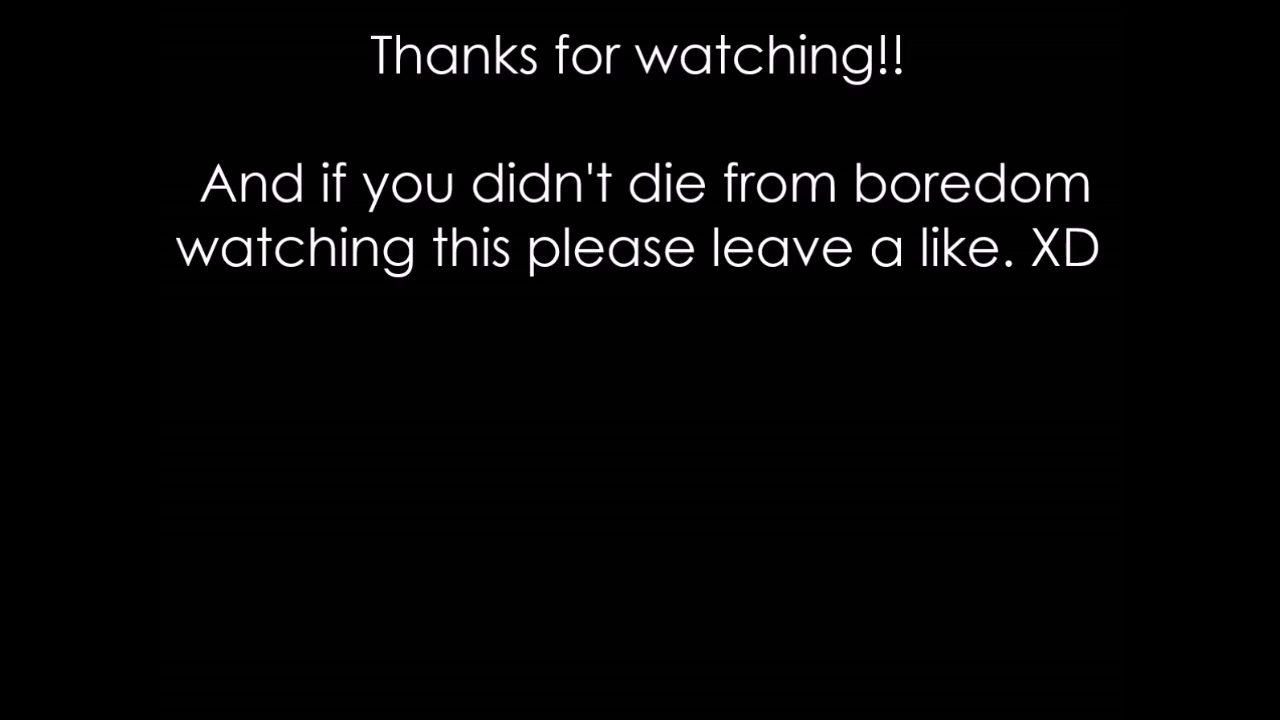 Thanks for watching!!
And if you didn't die from boredom
watching this please leave a like. XD